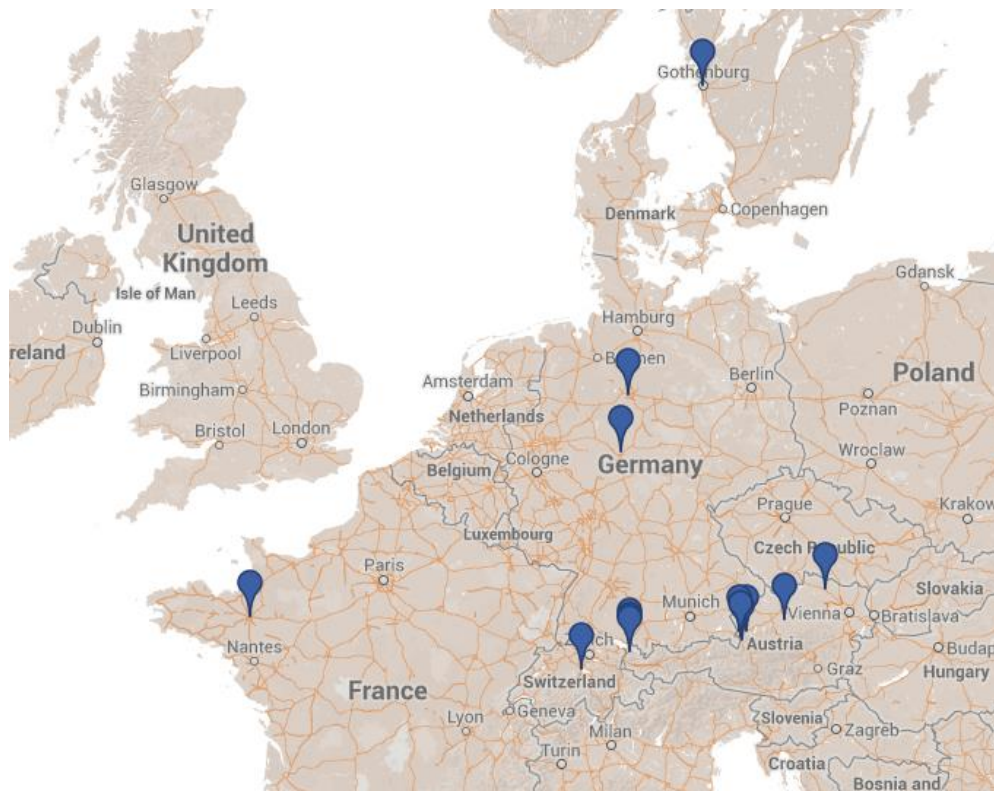 Gothenburg
Glasgow
Denmark
Copenhagen
United
Kingdom
Gdansk
Isle of Man
Leeds
Hamburg
Dublin
Liverpool
reland
Berlin
Poland
Amsterdam
Birmingham
Poznan
Netherlands
Bristol
London
Wroclaw
Cologne
Germany
Belgium
Prague
Krakow
Luxembourg
Czech Republic
Paris
Slovakia
Munich
Vienna
Bratislava
Nantes
Austria
Budap
Graz
Hungary
Switzerland
France
Geneva
Lyon
Slovenia
Milan
Zagreb
Turin
Croatia
Bosnia and